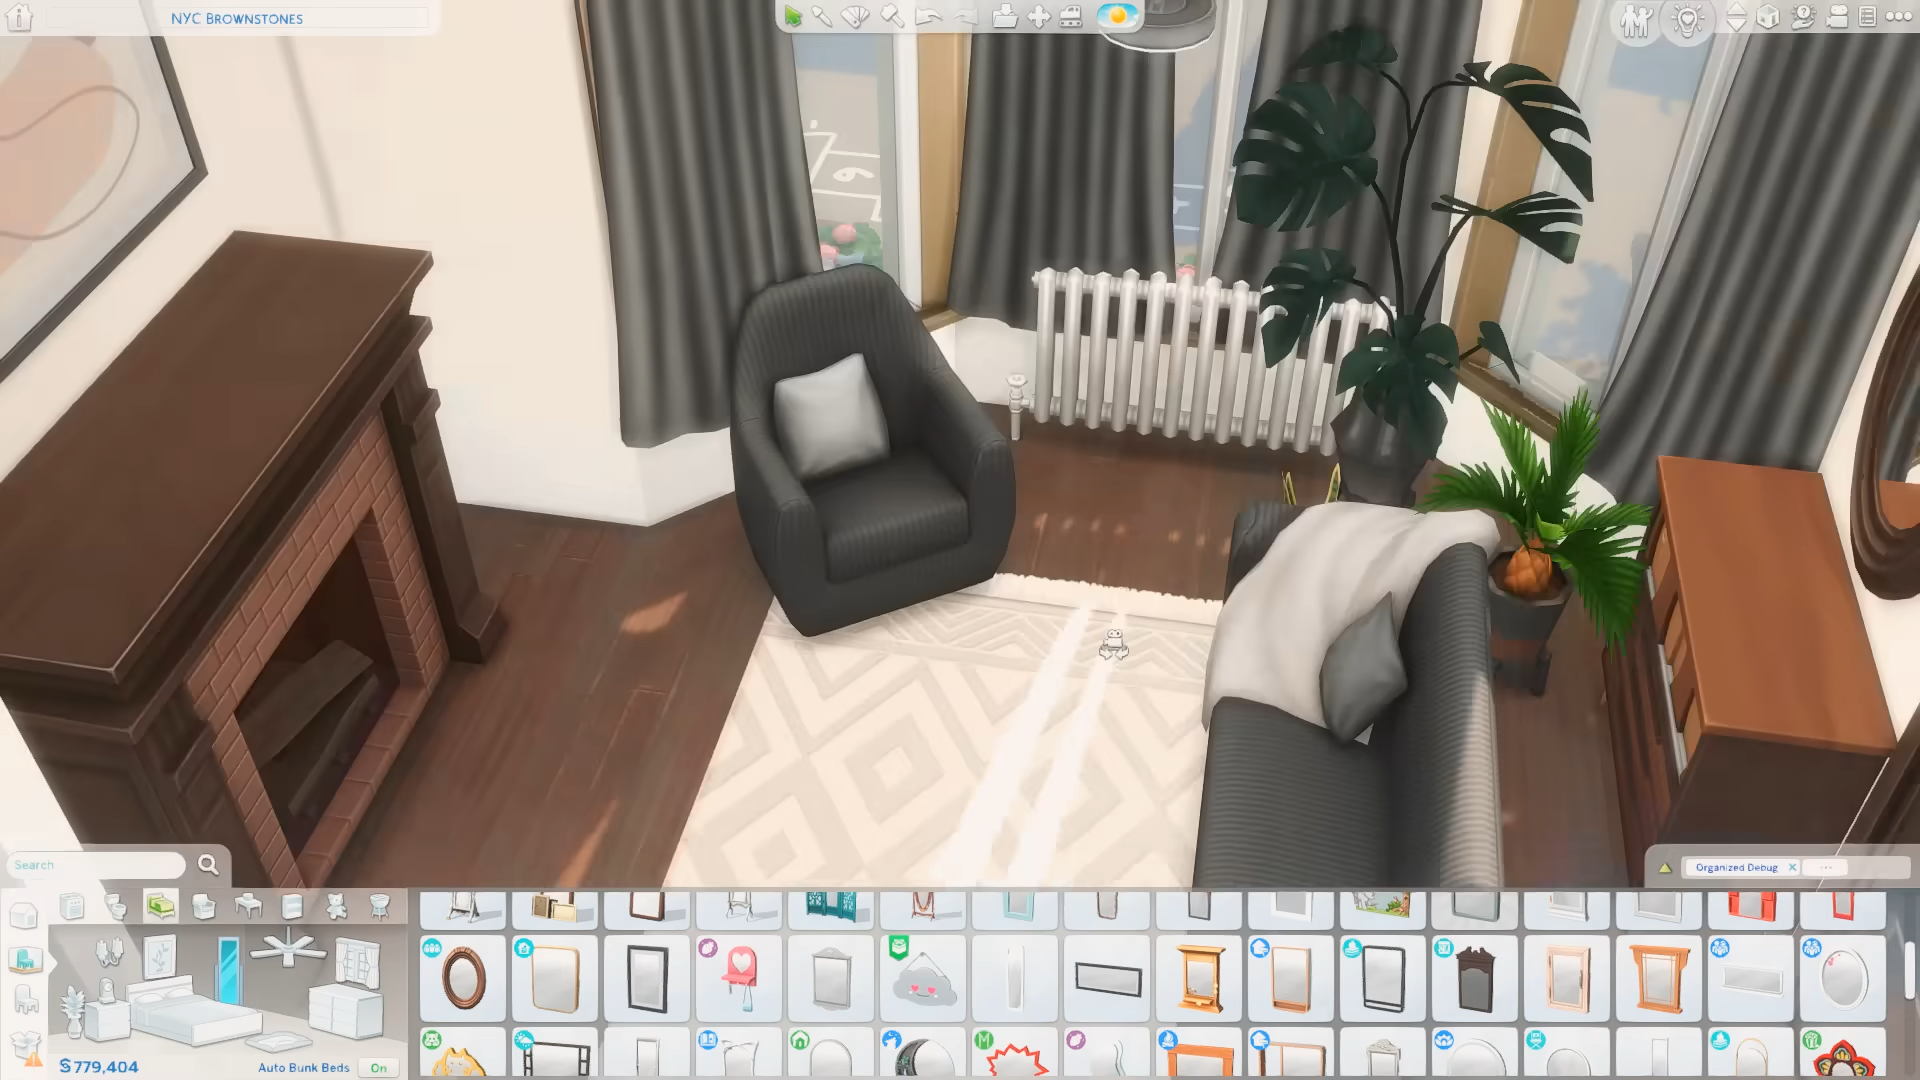 NYC Brownstones
Search
Organized Debug
$779,404
Auto Bunk Beds
On